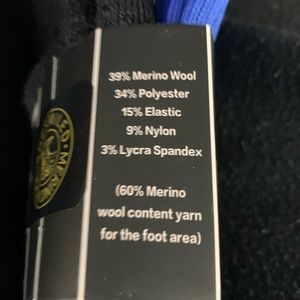 39% Merino Wool
34% Polyester
15% Elastic
9% Nylon
3% Lycra Spandex
(60% Merino
wool content yarn
for the foot area)